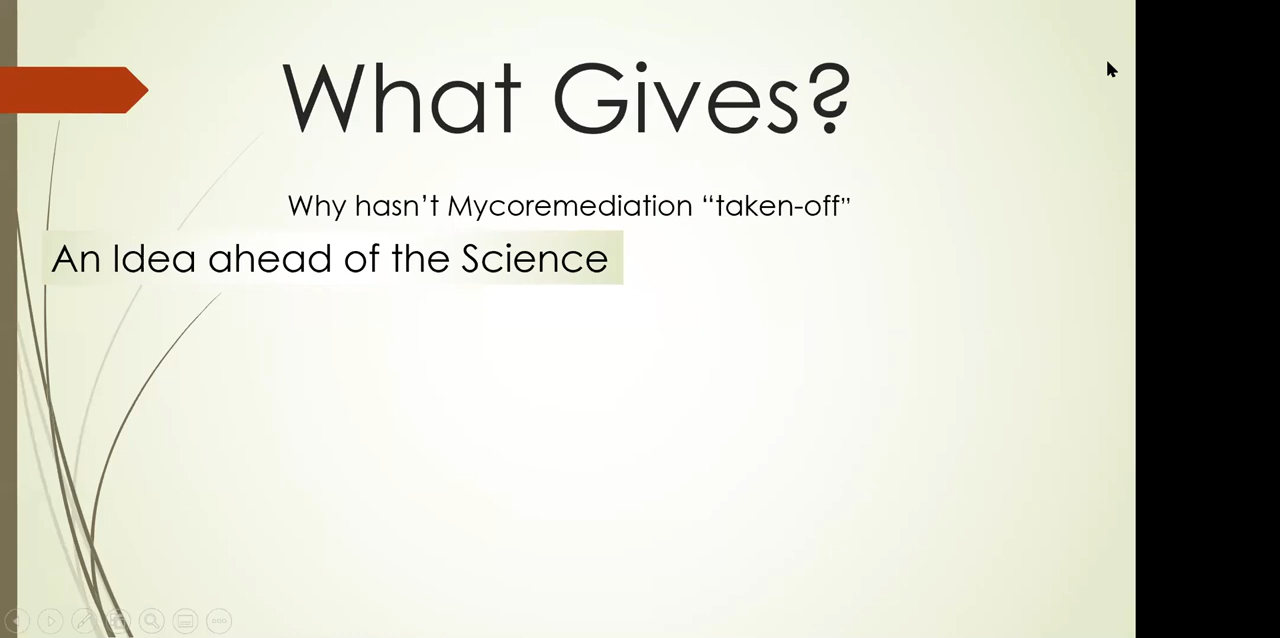 What Gives?
Why hasn’t Mycoremediation “taken-off”
An Idea ahead of the Science